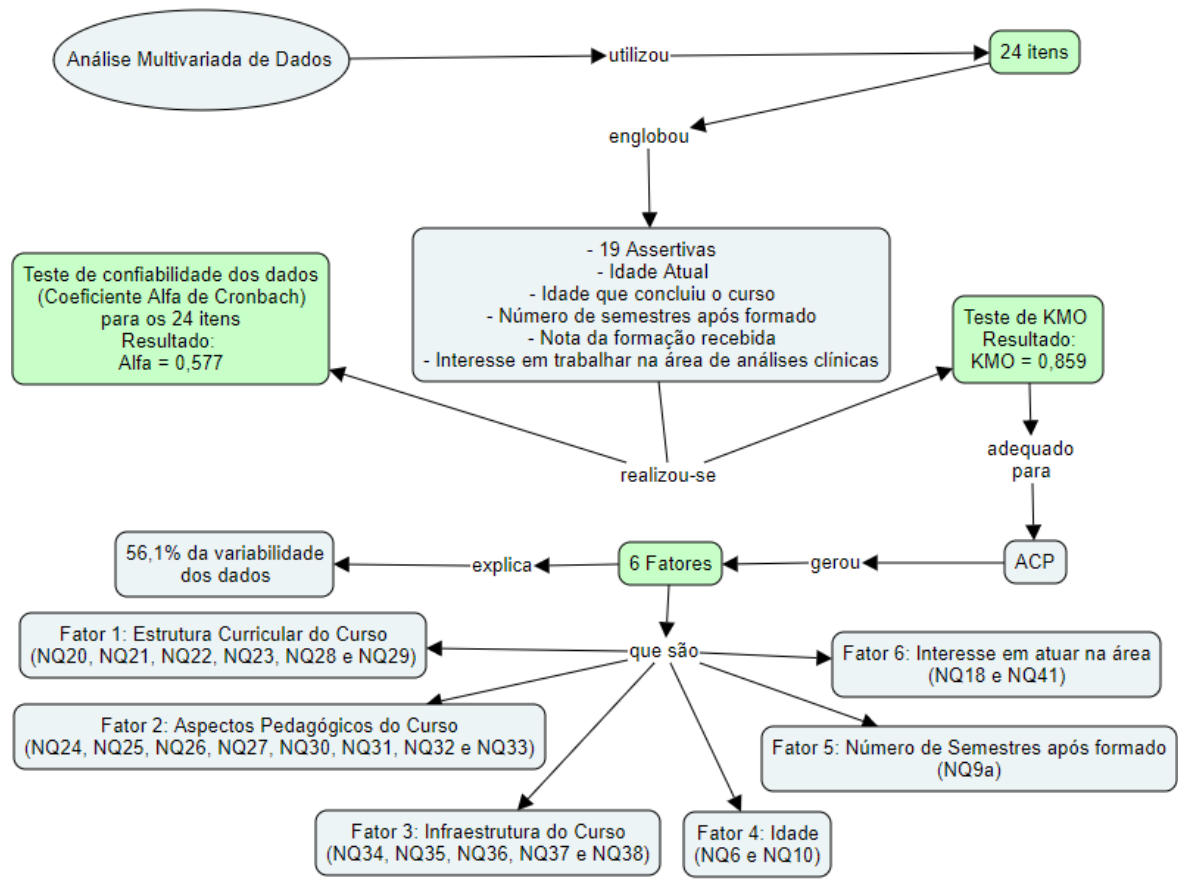 Análise Multivariada de Dados
utilizou
24 itens
englobou
- 19 Assertivas
- Idade Atual
- Idade que concluiu o curso
- Número de semestres após formado
- Nota da formação recebida
- Interesse em trabalhar na área de análises clínicas
Teste de confiabilidade dos dados
(Coeficiente Alfa de Cronbach)
para os 24 itens
Resultado:
Alfa = 0,577
Teste de KMO
Resultado:
KMO = 0,859
realizou-se
adequado
para
ACP
gerou
6 Fatores
explica
56,1% da variabilidade
dos dados
que são
Fator 1: Estrutura Curricular do Curso
(NQ20, NQ21, NQ22, NQ23, NQ28 e NQ29)
Fator 2: Aspectos Pedagógicos do Curso
(NQ24, NQ25, NQ26, NQ27, NQ30, NQ31, NQ32 e NQ33)
Fator 3: Infraestrutura do Curso
(NQ34, NQ35, NQ36, NQ37 e NQ38)
Fator 4: Idade
(NQ6 e NQ10)
Fator 5: Número de Semestres após formado
(NQ9a)
Fator 6: Interesse em atuar na área
(NQ18 e NQ41)